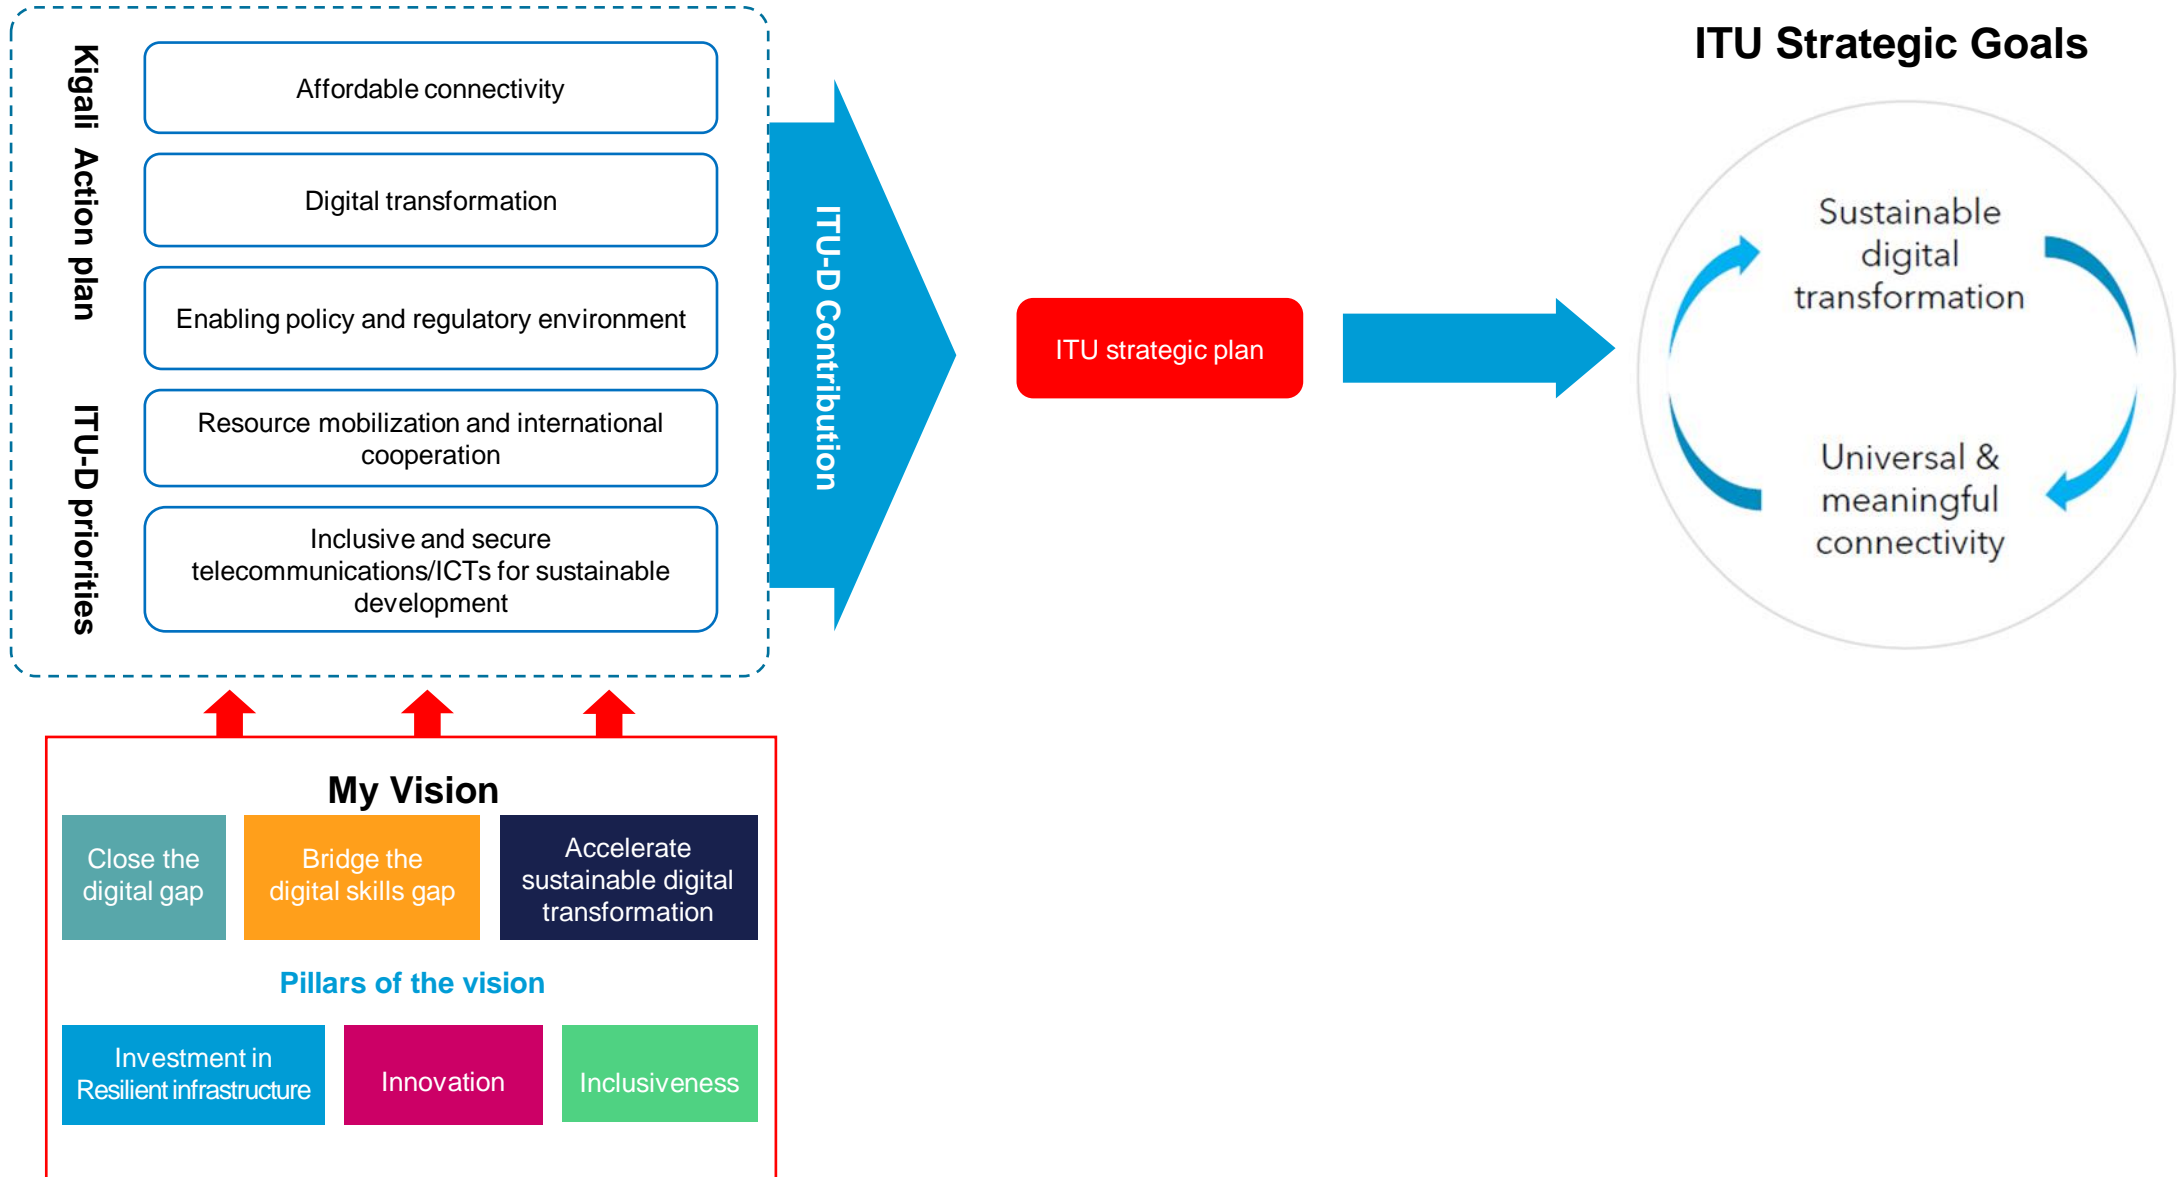 Kigali Action plan
ITU-D priorities
Affordable connectivity
Digital transformation
Enabling policy and regulatory environment
Resource mobilization and international
cooperation
Inclusive and secure
telecommunications/ICTs for sustainable
development
ITU-D Contribution
ITU strategic plan
ITU Strategic Goals
Sustainable
digital
transformation
Universal &
meaningful
connectivity
My Vision
Close the
digital gap
Bridge the
digital skills gap
Accelerate
sustainable digital
transformation
Pillars of the vision
Investment in
Resilient infrastructure
Innovation
Inclusiveness